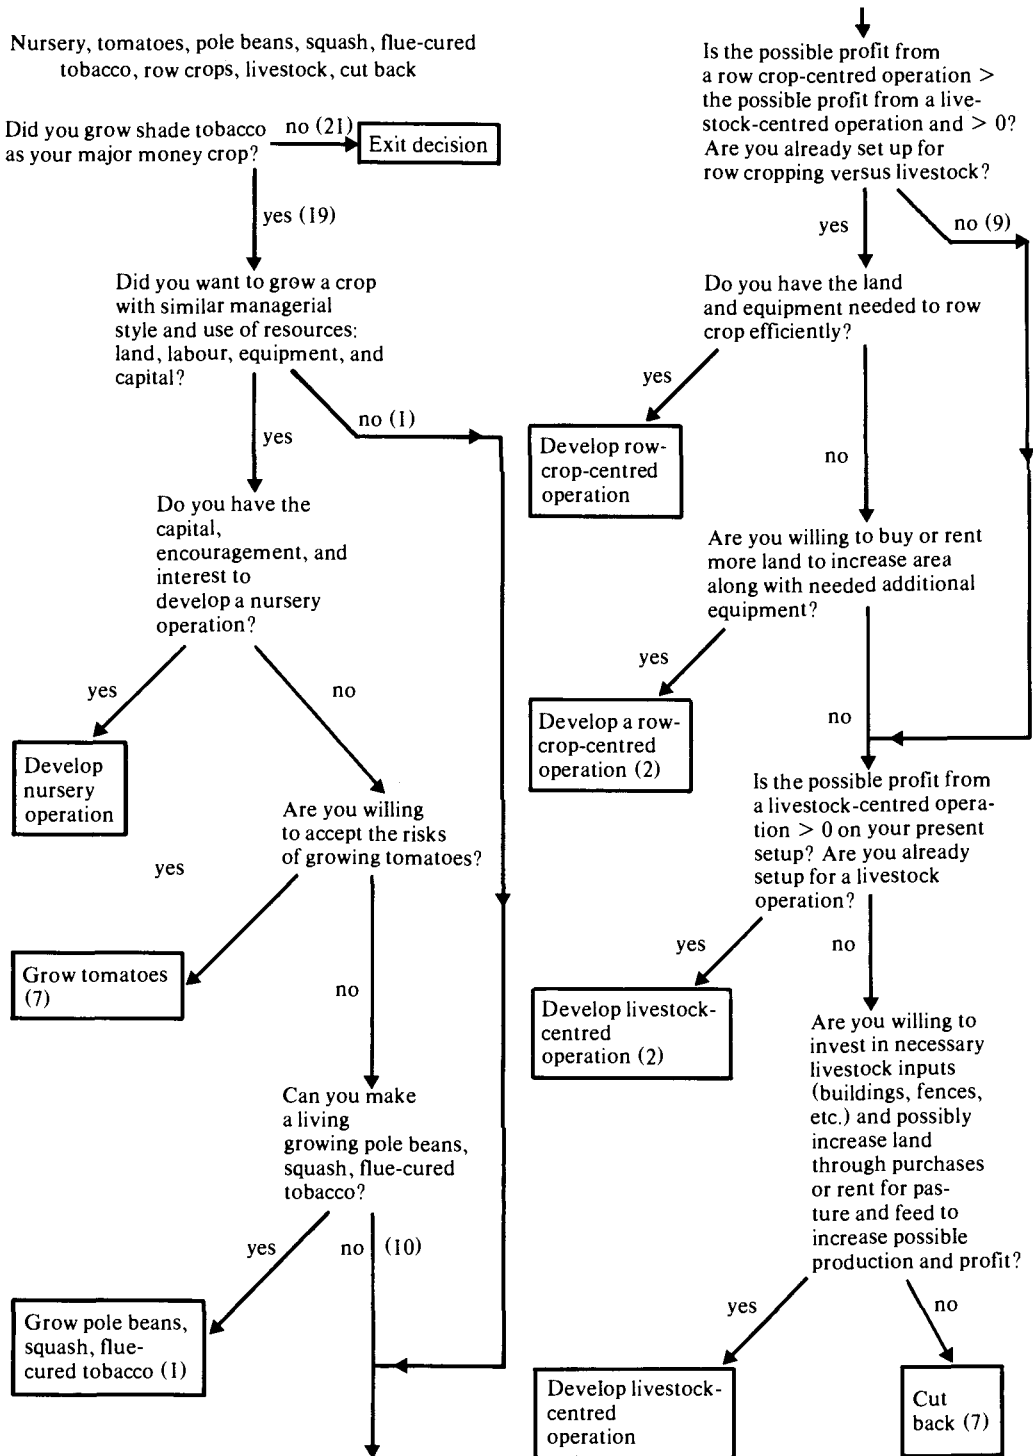 Nursery, tomatoes, pole beans, squash, flue-cured
tobacco, row crops, livestock, cut back
Did you grow shade tobacco
as your major money crop?
no (21)
Exit decision
yes (19)
Did you want to grow a crop
with similar managerial
style and use of resources:
land, labour, equipment, and
capital?
no (1)
yes
Do you have the
capital,
encouragement, and
interest to
develop a nursery
operation?
yes
no
Develop
nursery
operation
Are you willing
to accept the risks
of growing tomatoes?
yes
Grow tomatoes
(7)
no
Can you make
a living
growing pole beans,
squash, flue-cured
tobacco?
yes
no (10)
Grow pole beans,
squash, flue-
cured tobacco (1)
Is the possible profit from
a row crop-centred operation >
the possible profit from a live-
stock-centred operation and > 0?
Are you already set up for
row cropping versus livestock?
yes
no (9)
Do you have the land
and equipment needed to row
crop efficiently?
yes
Develop row-
crop-centred
operation
no
Are you willing to buy or rent
more land to increase area
along with needed additional
equipment?
yes
Develop a row-
crop-centred
operation (2)
no
Is the possible profit from
a livestock-centred opera-
tion > 0 on your present
setup? Are you already
setup for a livestock
operation?
yes
no
Develop livestock-
centred
operation (2)
Are you willing to
invest in necessary
livestock inputs
(buildings, fences,
etc.) and possibly
increase land
through purchases
or rent for pas-
ture and feed to
increase possible
production and profit?
yes
no
Develop livestock-
centred
operation
Cut
back (7)